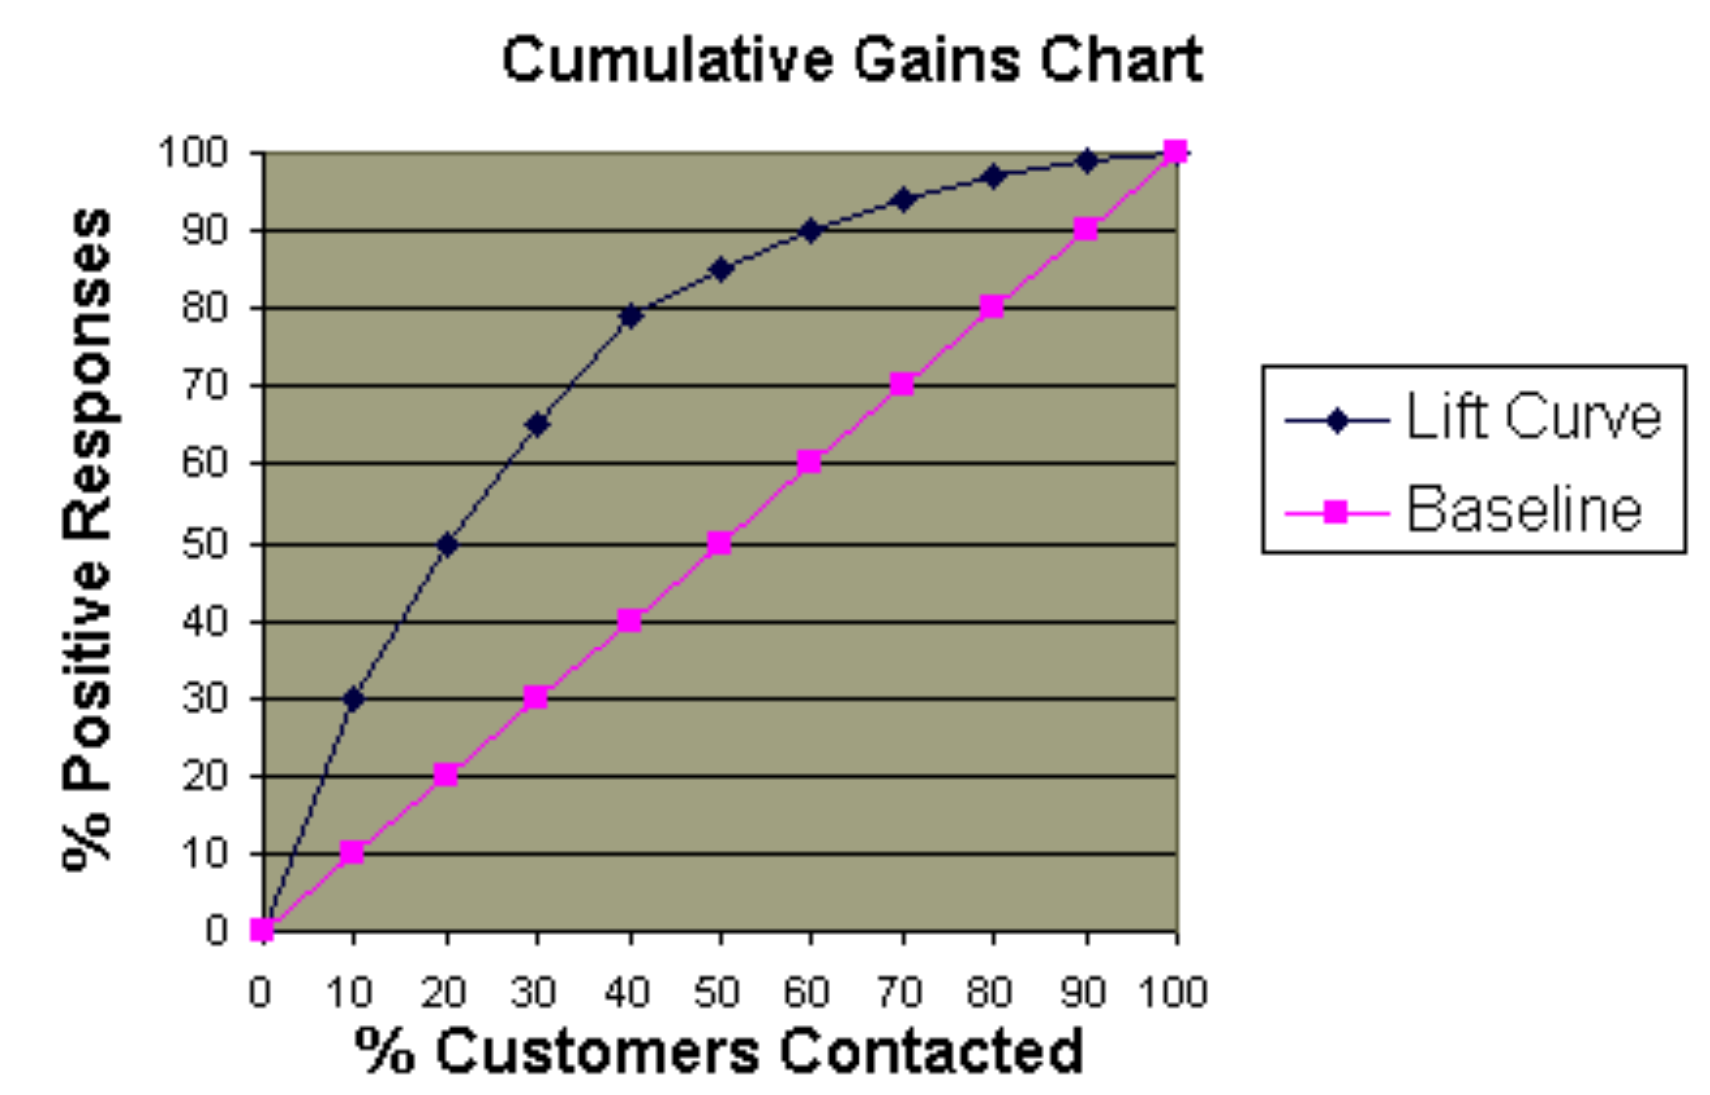 Cumulative Gains Chart
100
90
80
70
60
50
40
30
20
10
0
% Positive Responses
0 10 20 30 40 50 60 70 80 90 100
% Customers Contacted
Lift Curve
Baseline